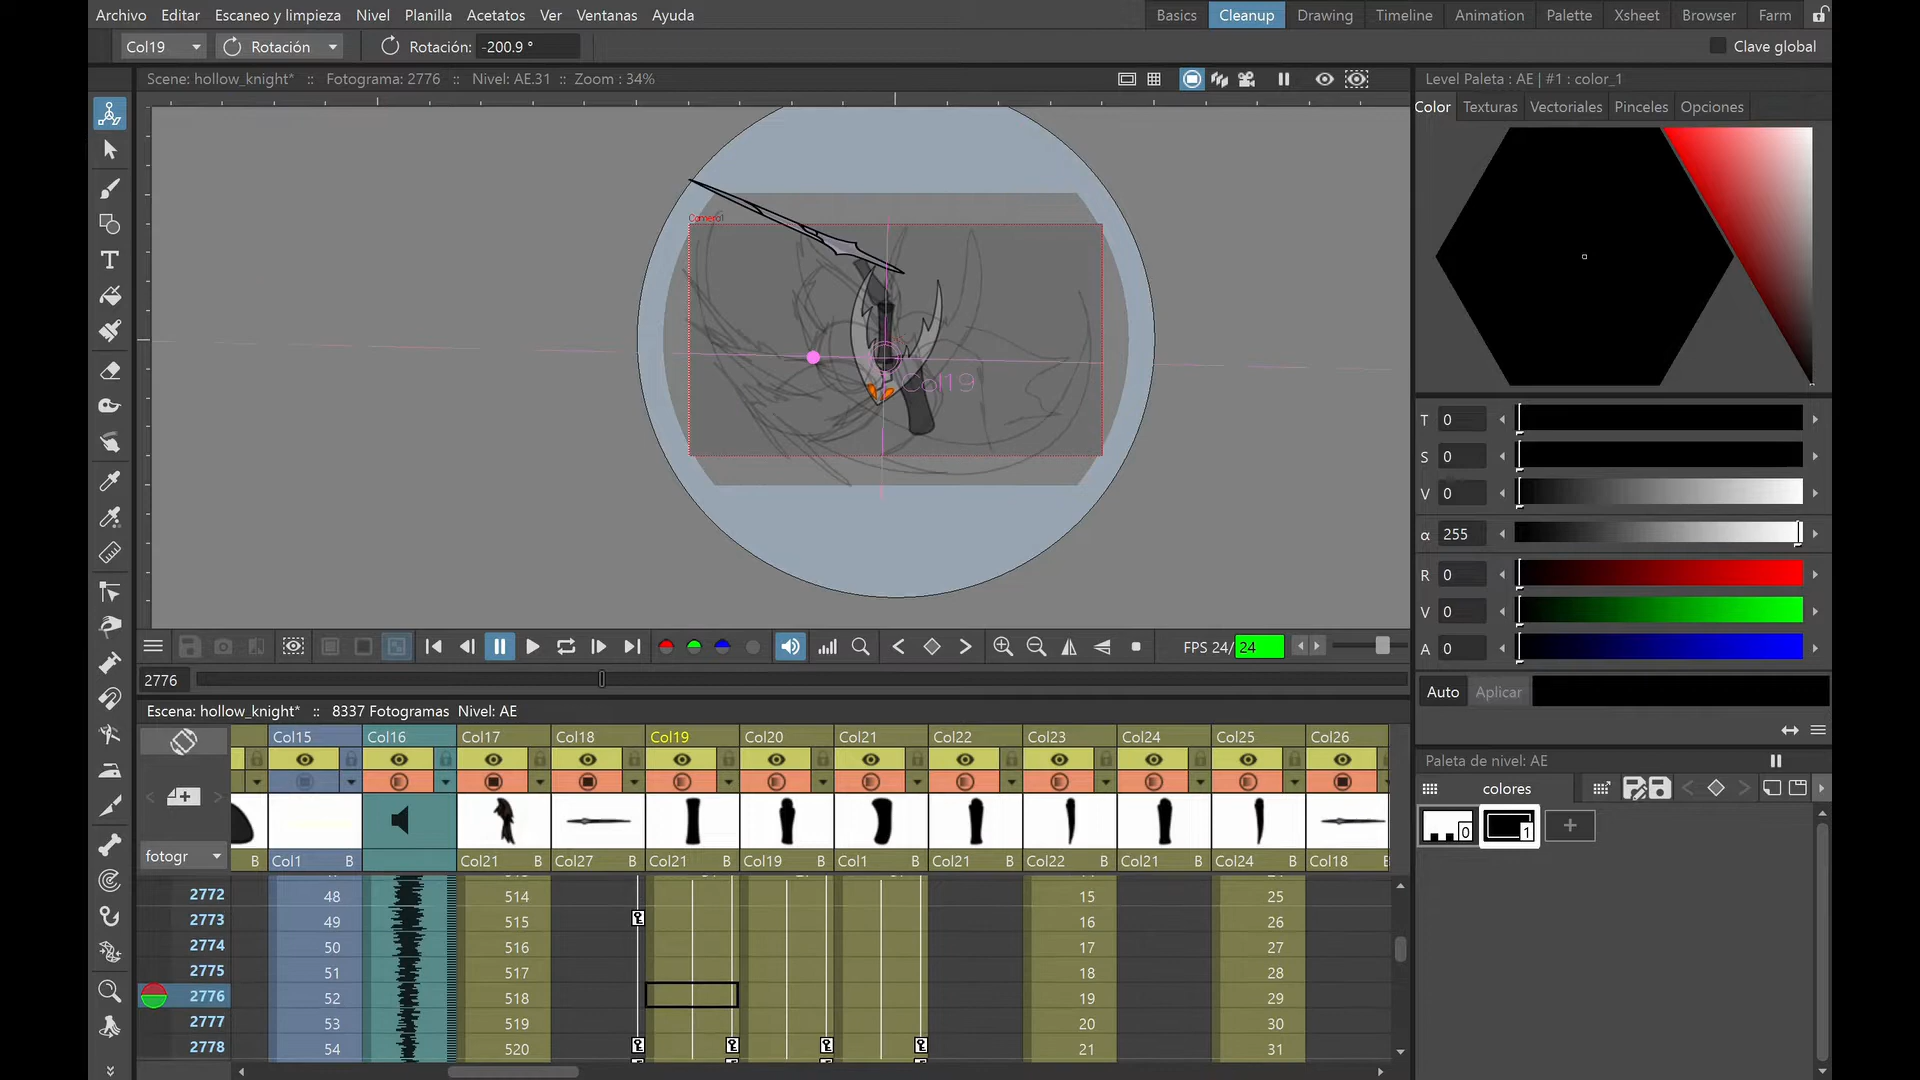 Archivo Editar Escaneo y limpieza Nivel Planilla Acetatos Ver Ventanas Ayuda Basics Cleanup Drawing Timeline Animation Palette Xsheet Browser Farm
Col19 Rotación Rotación: -200.9 ° Clave global
Scene: hollow_knight* :: Fotograma: 2776 :: Nivel: AE.31 :: Zoom : 34% Level Paleta : AE | #1 : color_1
Color Texturas Vectoriales Pinceles Opciones
Camera1
Col19
T 0
S 0
V 0
α 255
R 0
V 0
A 0
FPS 24/ 24
2776
Auto Aplicar
Escena: hollow_knight* :: 8337 Fotogramas Nivel: AE
Col15 Col16 Col17 Col18 Col19 Col20 Col21 Col22 Col23 Col24 Col25 Col26
Paleta de nivel: AE
colores
0 1
fotogr B Col1 B Col21 B Col27 B Col21 B Col19 B Col1 B Col21 B Col22 B Col21 B Col24 B Col18
2772 48 514 15 25
2773 49 515 16 26
2774 50 516 17 27
2775 51 517 18 28
2776 52 518 19 29
2777 53 519 20 30
2778 54 520 21 31